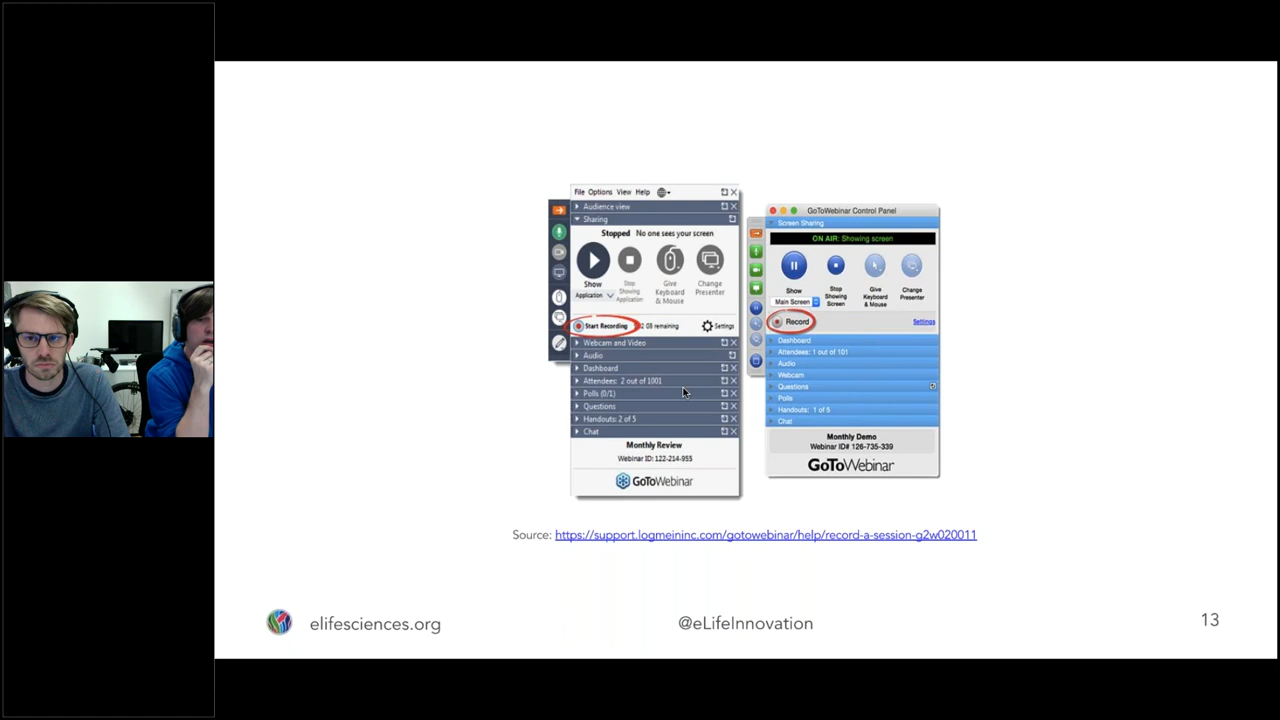 File Options View Help
Audience view
Sharing
Stopped No one sees your screen
Show
Application
Stop
Showing
Application
Give
Keyboard
& Mouse
Change
Presenter
Start Recording
2 GB remaining
Settings
Webcam and Video
Audio
Dashboard
Attendees: 2 out of 1001
Polls (0/1)
Questions
Handouts: 2 of 5
Chat
Monthly Review
Webinar ID: 122-214-955
GoToWebinar
GoToWebinar Control Panel
Screen Sharing
ON AIR: Showing screen
Show
Main Screen
Stop
Showing
Screen
Give
Keyboard
& Mouse
Change
Presenter
Record
Settings
Dashboard
Attendees: 1 out of 101
Audio
Webcam
Questions
Polls
Handouts: 1 of 5
Chat
Monthly Demo
Webinar ID# 126-735-339
GoToWebinar
Source: https://support.logmeininc.com/gotowebinar/help/record-a-session-g2w020011
elifesciences.org
@eLifeInnovation
13